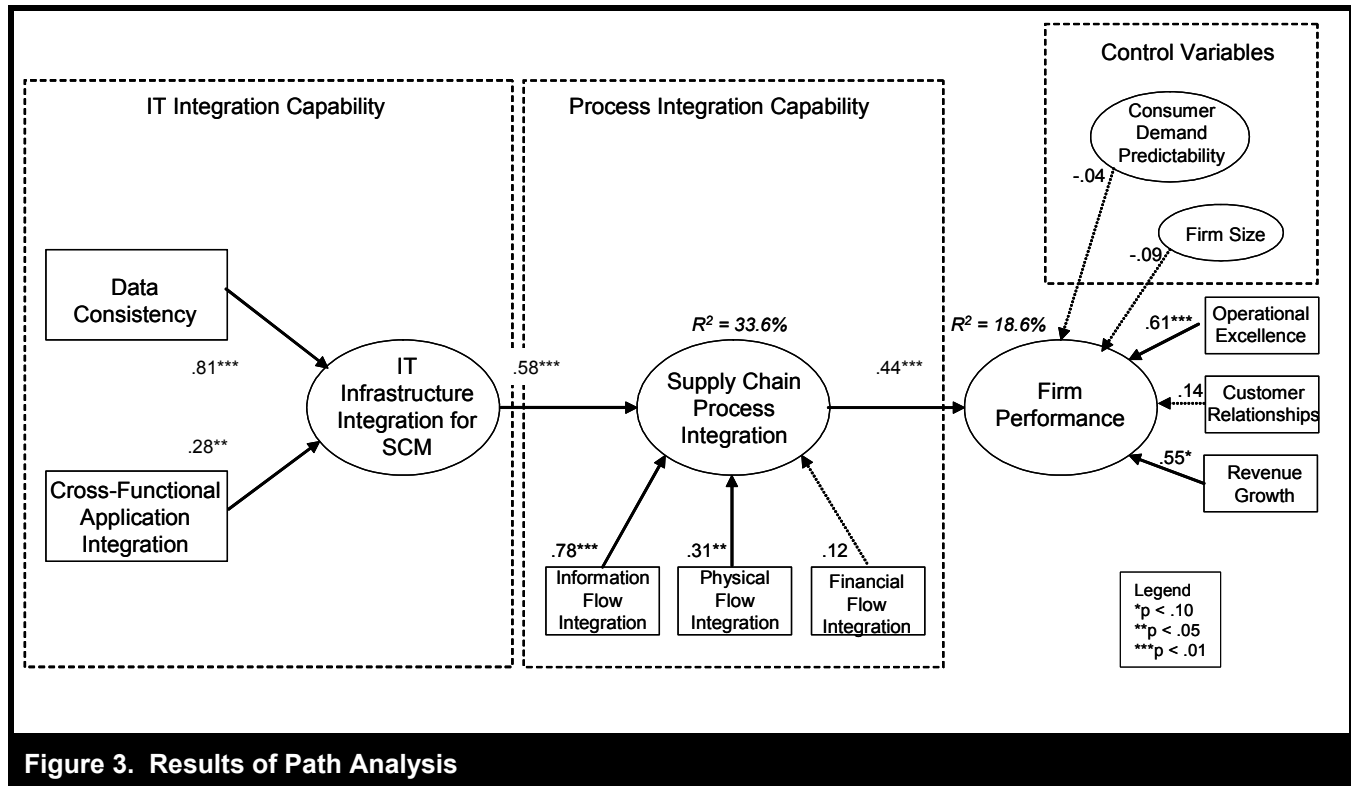 Control Variables
Consumer
Demand
Predictability
-.04
Firm Size
-.09
IT Integration Capability
Process Integration Capability
Data
Consistency
.81***
.28**
Cross-Functional
Application
Integration
IT
Infrastructure
Integration for
SCM
.58***
R² = 33.6%
Supply Chain
Process
Integration
.44***
.78***
.31**
.12
Information
Flow
Integration
Physical
Flow
Integration
Financial
Flow
Integration
R² = 18.6%
Firm
Performance
.61***
Operational
Excellence
.14
Customer
Relationships
.55*
Revenue
Growth
Legend
*p < .10
**p < .05
***p < .01
Figure 3. Results of Path Analysis